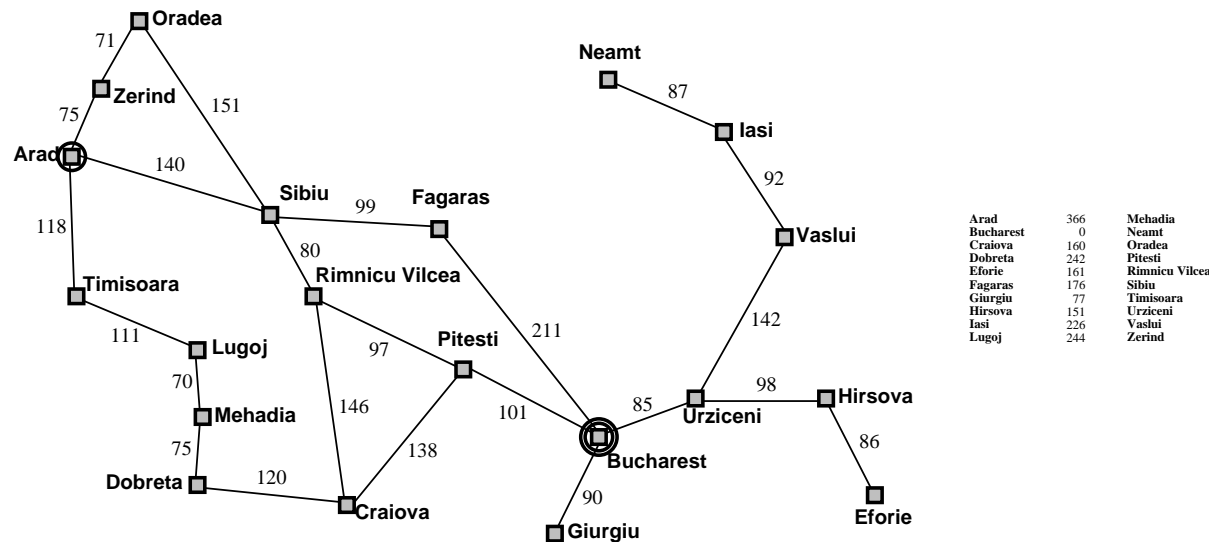 Oradea
71
Neamt
87
Zerind
151
75
Iasi
Arad
140
92
Sibiu
Fagaras
99
118
Vaslui
80
Rimnicu Vilcea
Timisoara
142
211
Pitesti
111
Lugoj
97
70
98
Hirsova
85
146
101
Urziceni
Mehadia
138
86
75
Bucharest
120
Dobreta
90
Craiova
Eforie
Giurgiu
Arad 366 Mehadia
Bucharest 0 Neamt
Craiova 160 Oradea
Dobreta 242 Pitesti
Eforie 161 Rimnicu Vilcea
Fagaras 176 Sibiu
Giurgiu 77 Timisoara
Hirsova 151 Urziceni
Iasi 226 Vaslui
Lugoj 244 Zerind